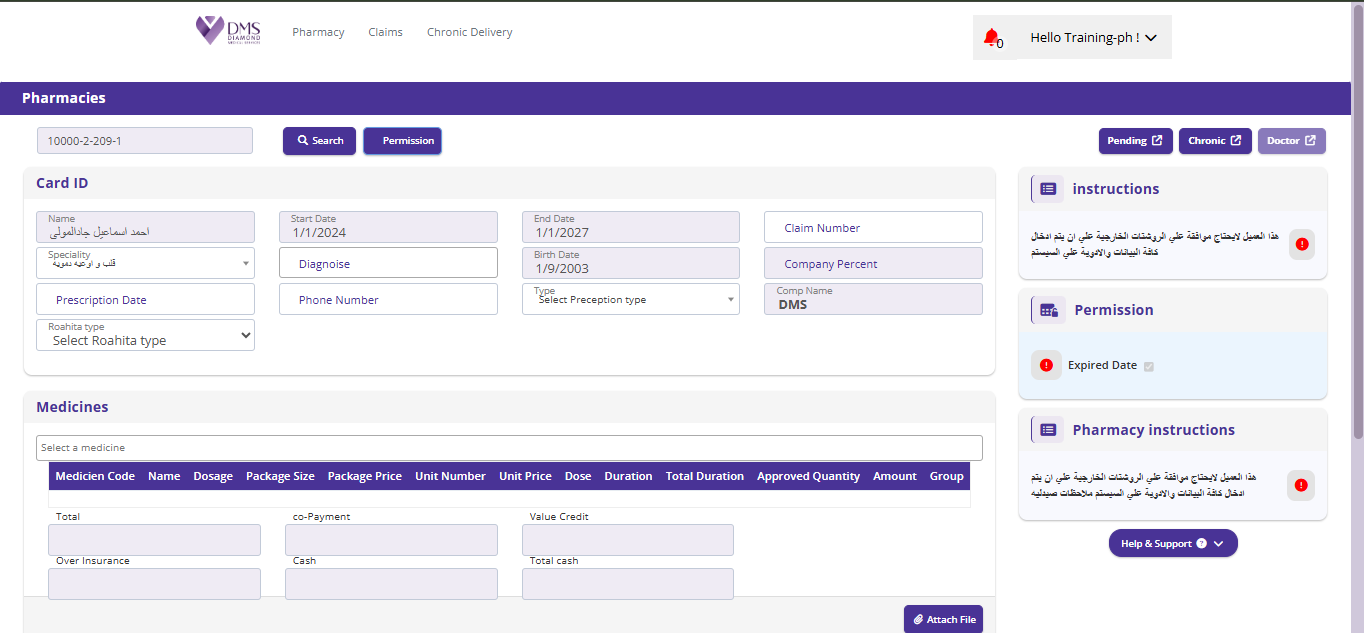 DMS
DIAMOND
MEDICAL SERVICES
Pharmacy
Claims
Chronic Delivery
0
Hello Training-ph !
Pharmacies
10000-2-209-1
Search
Permission
Pending
Chronic
Doctor
Card ID
Name
احمد اسماعيل جادالمولى
Start Date
1/1/2024
End Date
1/1/2027
Claim Number
Speciality
قلب و اوعيه دمويه
Diagnoise
Birth Date
1/9/2003
Company Percent
Prescription Date
Phone Number
Type
Select Preception type
Comp Name
DMS
Roahita type
Select Roahita type
instructions
هذا العميل لايحتاج موافقة علي الروشتات الخارجية علي ان يتم ادخال
كافة البيانات والادوية علي السيستم
Permission
Expired Date
Pharmacy instructions
هذا العميل لايحتاج موافقة علي الروشتات الخارجية علي ان يتم
ادخال كافة البيانات والادوية علي السيستم ملاحظات صيدليه
Help & Support
Medicines
Select a medicine
Medicien Code Name Dosage Package Size Package Price Unit Number Unit Price Dose Duration Total Duration Approved Quantity Amount Group
Total
co-Payment
Value Credit
Over Insurance
Cash
Total cash
Attach File